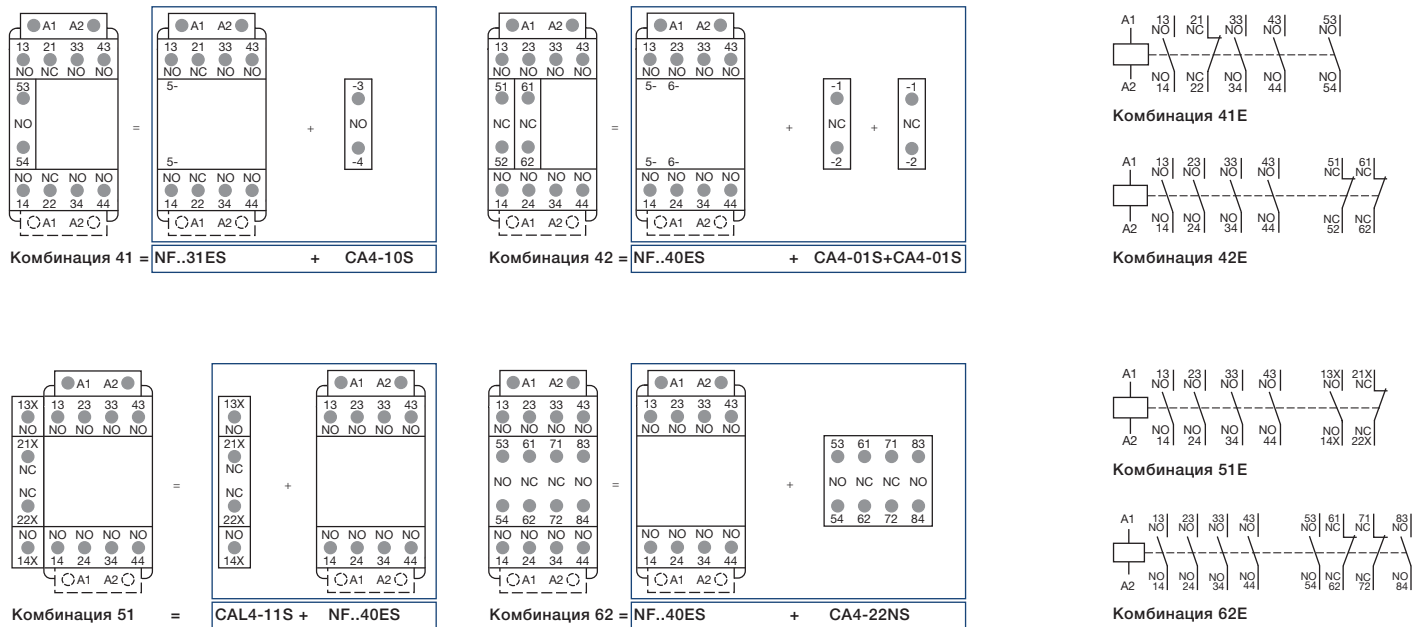 A1 A2
13 21 33 43
NO NC NO NO
53
NO
54
NO NC NO NO
14 22 34 44
A1 A2
=
A1 A2
13 21 33 43
NO NC NO NO
5-
5-
NO NC NO NO
14 22 34 44
A1 A2
+
-3
NO
-4
Комбинация 41 = NF..31ES + CA4-10S
A1 A2
13 23 33 43
NO NO NO NO
51 61
NC NC
52 62
NO NO NO NO
14 24 34 44
A1 A2
=
A1 A2
13 23 33 43
NO NO NO NO
5- 6-
5- 6-
NO NO NO NO
14 24 34 44
A1 A2
+
-1
NC
-2
+
-1
NC
-2
Комбинация 42 = NF..40ES + CA4-01S+CA4-01S
A1 13 21 33 43 53
NO NC NO NO NO
NO NC NO NO NO
A2 14 22 34 44 54
Комбинация 41E
A1 13 23 33 43 51 61
NO NO NO NO NC NC
NO NO NO NO NC NC
A2 14 24 34 44 52 62
Комбинация 42E
A1 A2
13X 13 23 33 43
NO NO NO NO NO
21X
NC
NC
22X
NO NO NO NO NO
14X 14 24 34 44
A1 A2
=
13X
NO
21X
NC
NC
22X
NO
14X
+
A1 A2
13 23 33 43
NO NO NO NO
NO NO NO NO
14 24 34 44
A1 A2
Комбинация 51 = CAL4-11S + NF..40ES
A1 A2
13 23 33 43
NO NO NO NO
53 61 71 83
NO NC NC NO
54 62 72 84
NO NO NO NO
14 24 34 44
A1 A2
=
A1 A2
13 23 33 43
NO NO NO NO
NO NO NO NO
14 24 34 44
A1 A2
+
53 61 71 83
NO NC NC NO
54 62 72 84
Комбинация 62 = NF..40ES + CA4-22NS
A1 13 23 33 43 13X 21X
NO NO NO NO NO NC
NO NO NO NO NO NC
A2 14 24 34 44 14X 22X
Комбинация 51E
A1 13 23 33 43 53 61 71 83
NO NO NO NO NO NC NC NO
NO NO NO NO NO NC NC NO
A2 14 24 34 44 54 62 72 84
Комбинация 62E